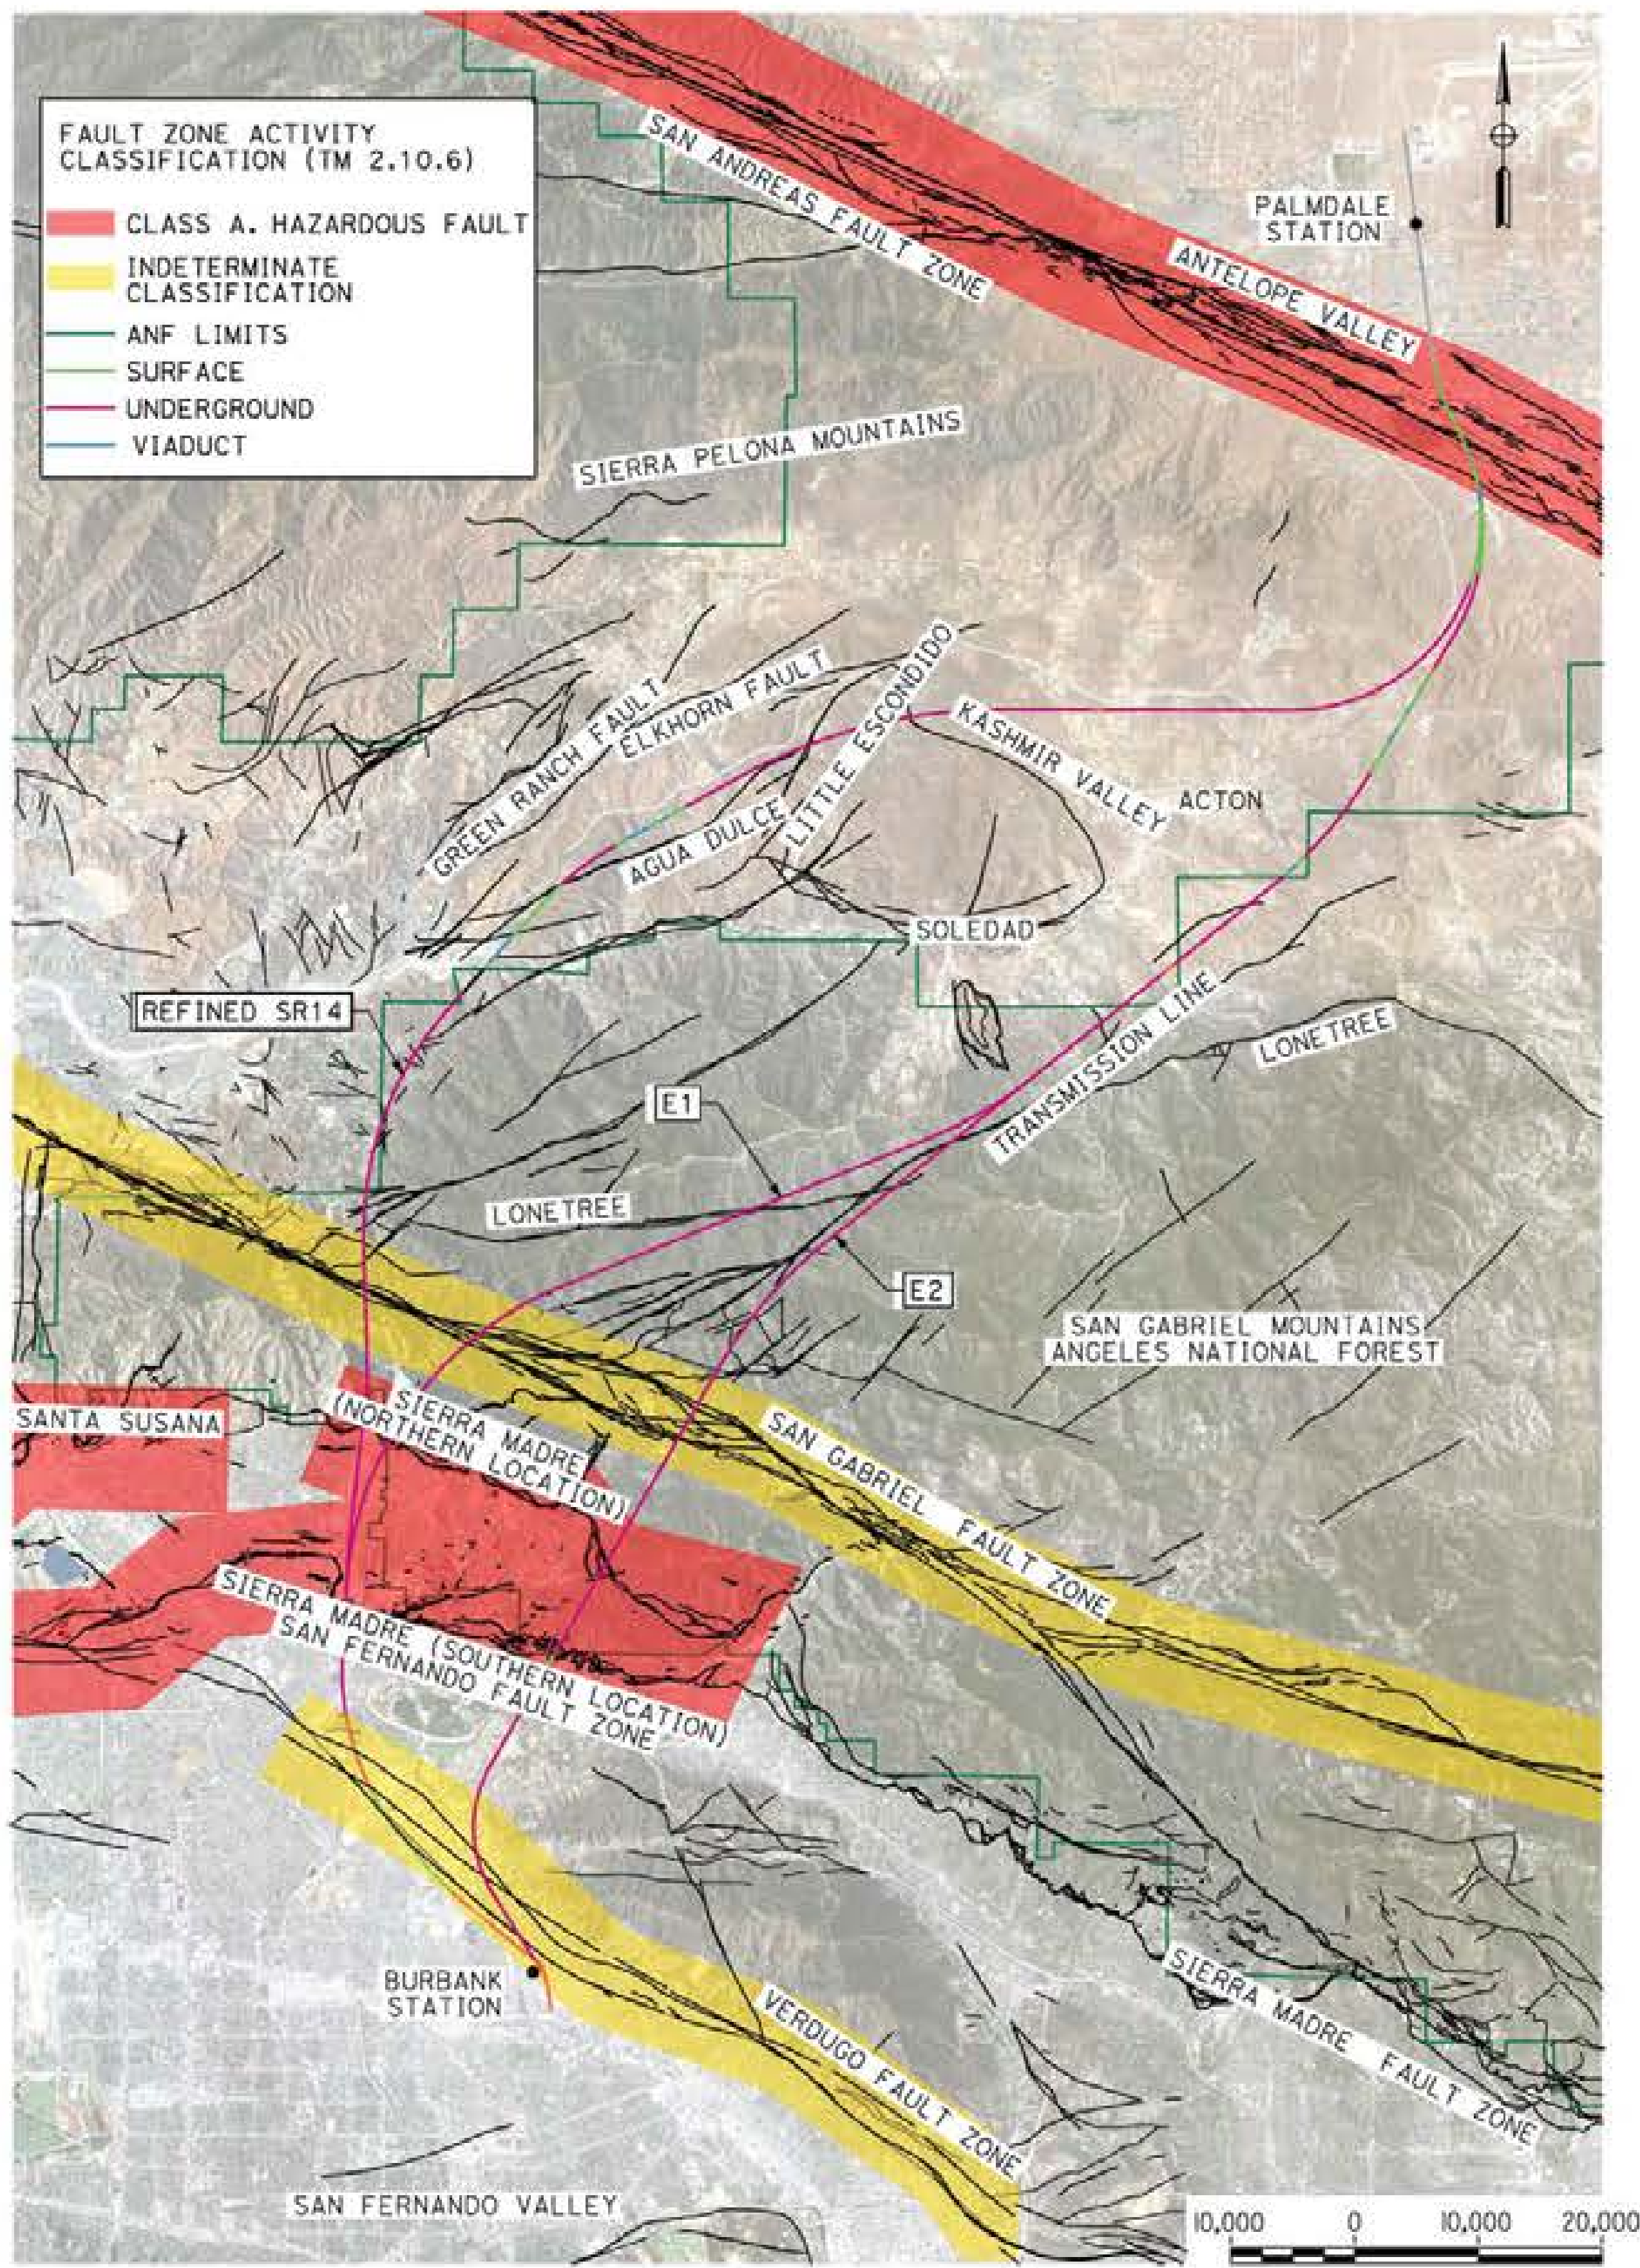 FAULT ZONE ACTIVITY
CLASSIFICATION (TM 2.10.6)
CLASS A. HAZARDOUS FAULT
INDETERMINATE
CLASSIFICATION
ANF LIMITS
SURFACE
UNDERGROUND
VIADUCT
SAN ANDREAS FAULT ZONE
PALMDALE
STATION
ANTELOPE VALLEY
SIERRA PELONA MOUNTAINS
GREEN RANCH FAULT
ELKHORN FAULT
LITTLE ESCONDIDO
KASHMIR VALLEY
ACTON
AGUA DULCE
SOLEDAD
REFINED SR14
TRANSMISSION LINE
LONETREE
E1
LONETREE
E2
SAN GABRIEL MOUNTAINS
ANGELES NATIONAL FOREST
SANTA SUSANA
SIERRA MADRE
(NORTHERN LOCATION)
SAN GABRIEL FAULT ZONE
SIERRA MADRE (SOUTHERN LOCATION)
SAN FERNANDO FAULT ZONE
BURBANK
STATION
VERDUGO FAULT ZONE
SIERRA MADRE FAULT ZONE
SAN FERNANDO VALLEY
10,000 0 10,000 20,000